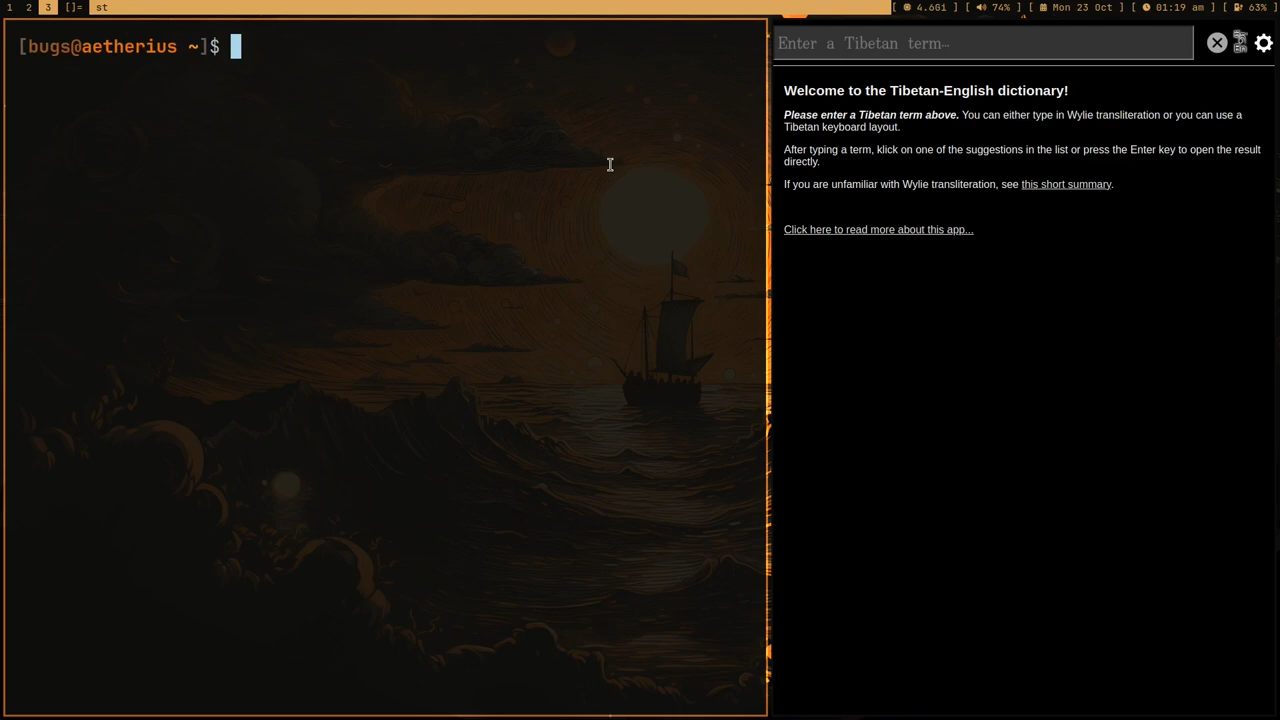 1 2 3 []= st [ 4.6Gi ] [ 74% ] [ Mon 23 Oct ] [ 01:19 am ] [ 63% ]
[bugs@aetherius ~]$
Enter a Tibetan term…
Welcome to the Tibetan-English dictionary!
Please enter a Tibetan term above. You can either type in Wylie transliteration or you can use a
Tibetan keyboard layout.
After typing a term, klick on one of the suggestions in the list or press the Enter key to open the result
directly.
If you are unfamiliar with Wylie transliteration, see this short summary.
Click here to read more about this app...